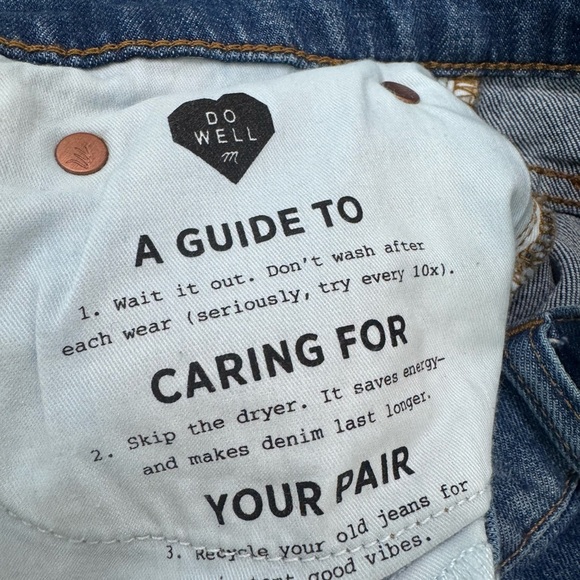 DO
WELL
m
A GUIDE TO
1. Wait it out. Don't wash after
each wear (seriously, try every 10x).
CARING FOR
2. Skip the dryer. It saves energy—
and makes denim last longer.
YOUR PAIR
3. Recycle your old jeans for
good vibes.